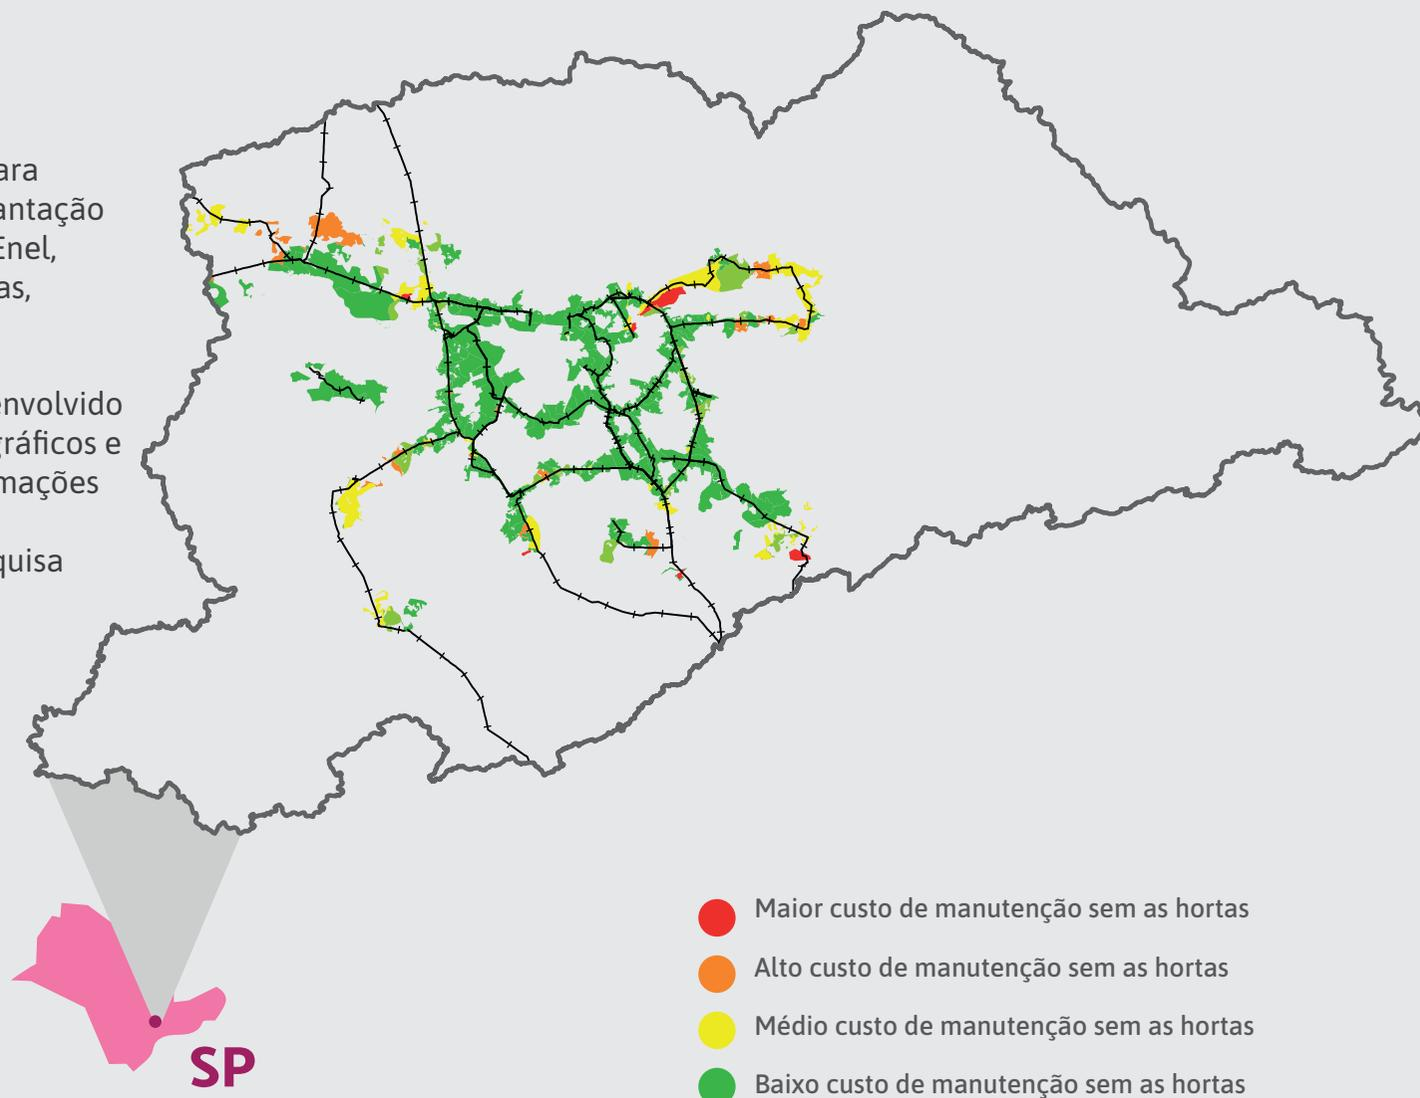 ara
antação
Enel,
as,
envolvido
gráficos e
mações
quisa
SP
Maior custo de manutenção sem as hortas
Alto custo de manutenção sem as hortas
Médio custo de manutenção sem as hortas
Baixo custo de manutenção sem as hortas